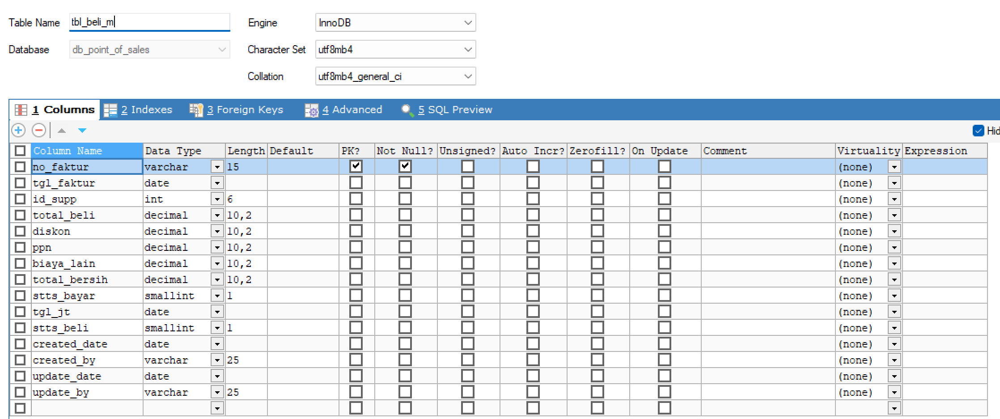 Table Name tbl_beli_m Engine InnoDB
Database db_point_of_sales Character Set utf8mb4
Collation utf8mb4_general_ci
1 Columns 2 Indexes 3 Foreign Keys 4 Advanced 5 SQL Preview
Hid
Column Name Data Type Length Default PK? Not Null? Unsigned? Auto Incr? Zerofill? On Update Comment Virtuality Expression
no_faktur varchar 15 (none)
tgl_faktur date (none)
id_supp int 6 (none)
total_beli decimal 10,2 (none)
diskon decimal 10,2 (none)
ppn decimal 10,2 (none)
biaya_lain decimal 10,2 (none)
total_bersih decimal 10,2 (none)
stts_bayar smallint 1 (none)
tgl_jt date (none)
stts_beli smallint 1 (none)
created_date date (none)
created_by varchar 25 (none)
update_date date (none)
update_by varchar 25 (none)